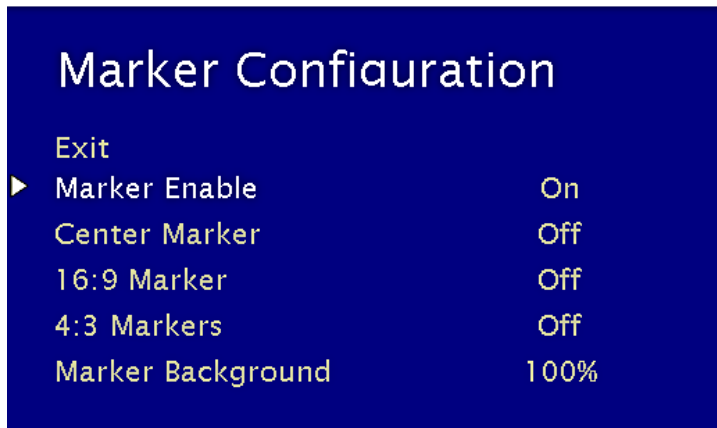 Marker Configuration
Exit
Marker Enable On
Center Marker Off
16:9 Marker Off
4:3 Markers Off
Marker Background 100%